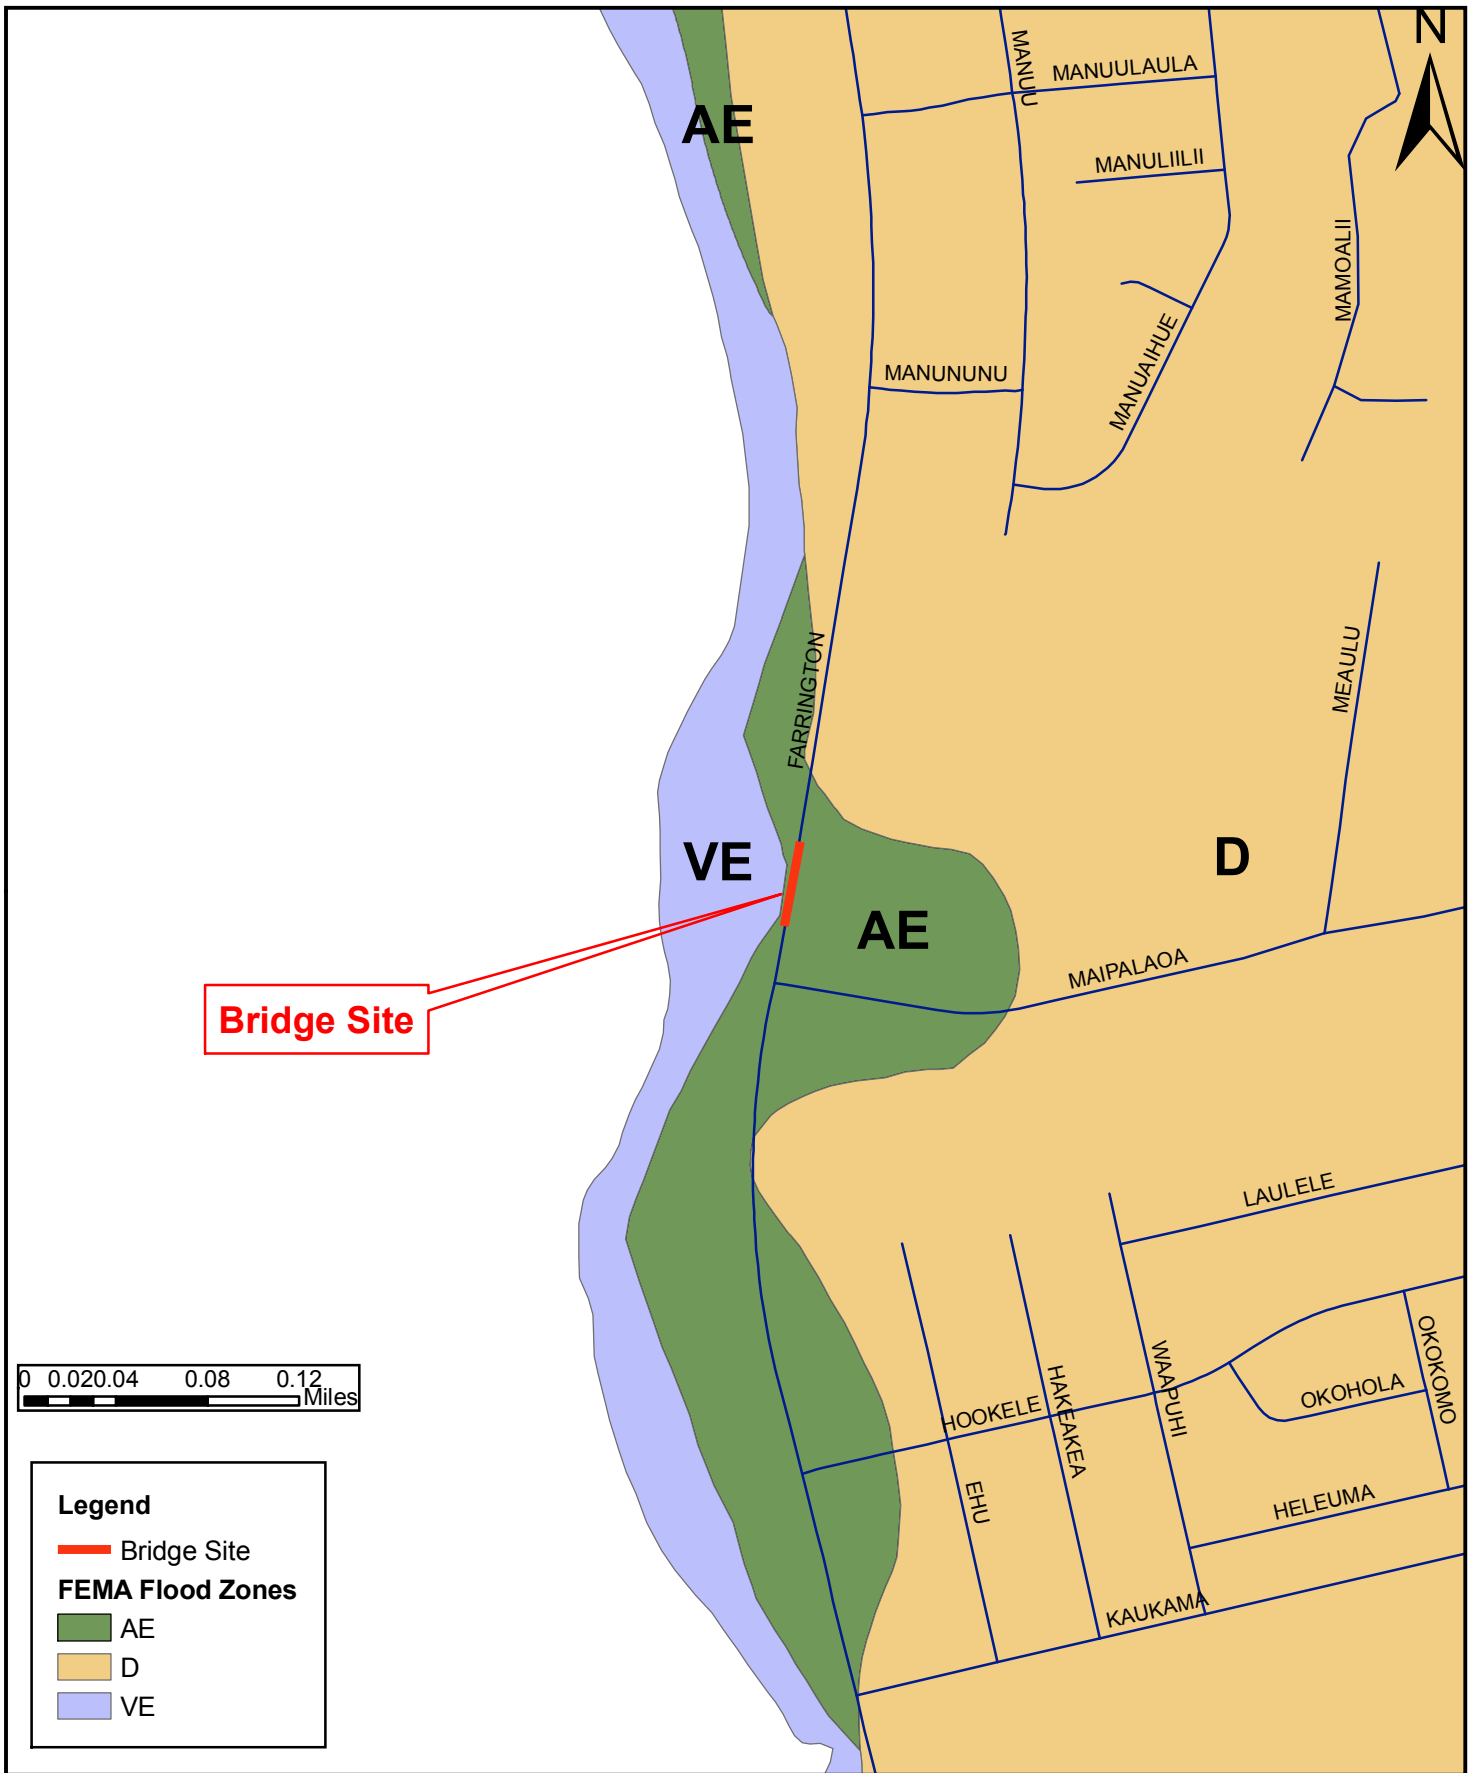 N
MANUU
MANUULAULA
AE
MANULIILII
MAMOALII
MANUAIHUE
MANUNUNU
FARRINGTON
MEAULU
VE
D
AE
MAIPALAOA
Bridge Site
LAULELE
0 0.020.04 0.08 0.12
Miles
WAAPUHI
OKOKOMO
HAKEAKEA
OKOHOLA
HOOKELE
EHU
HELEUMA
KAUKAMA
Legend
Bridge Site
FEMA Flood Zones
AE
D
VE